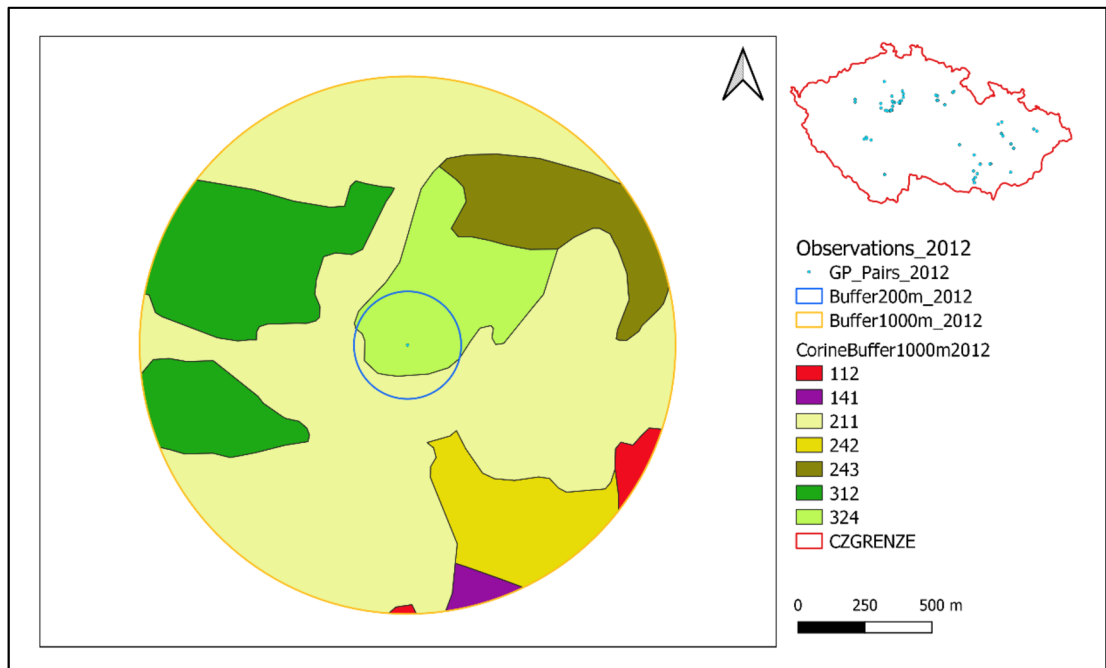 Observations_2012
GP_Pairs_2012
Buffer200m_2012
Buffer1000m_2012
CorineBuffer1000m2012
112
141
211
242
243
312
324
CZGRENZE
0 250 500 m